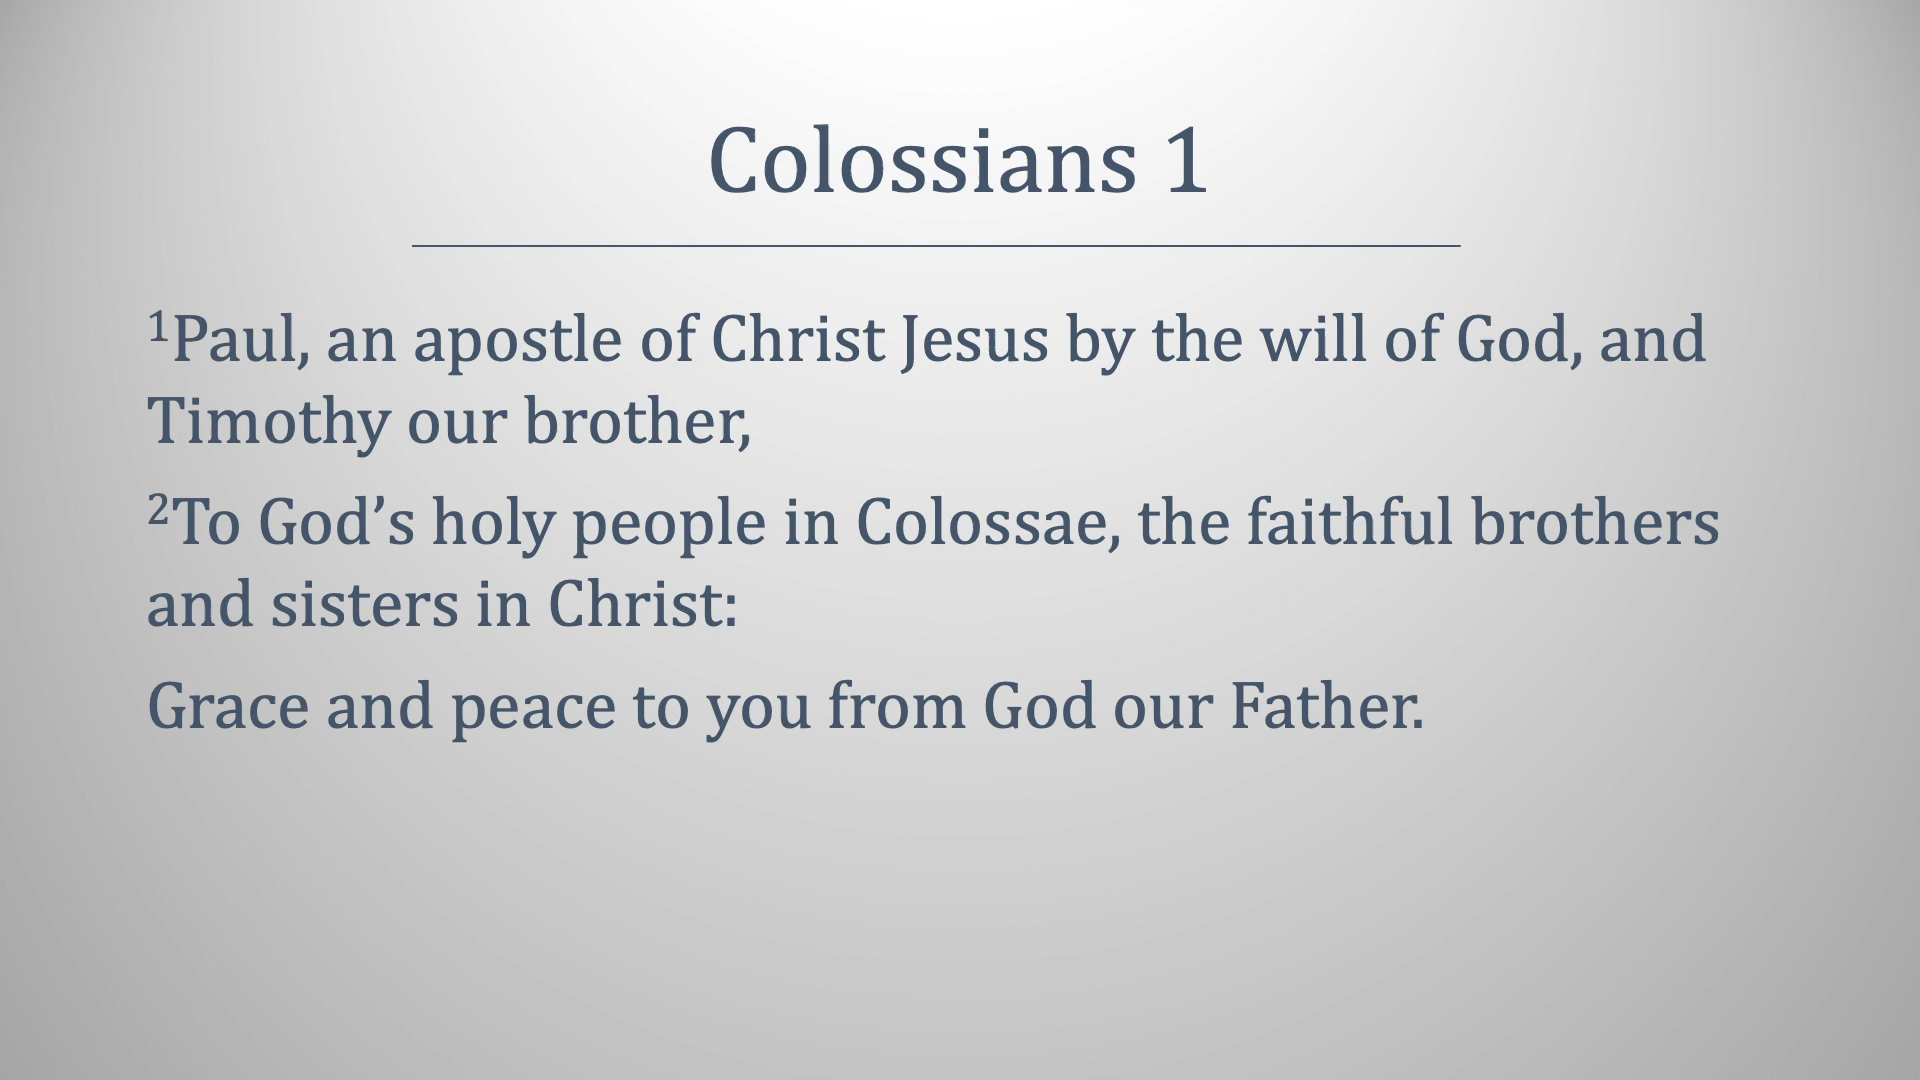 Colossians 1
¹Paul, an apostle of Christ Jesus by the will of God, and
Timothy our brother,
²To God’s holy people in Colossae, the faithful brothers
and sisters in Christ:
Grace and peace to you from God our Father.